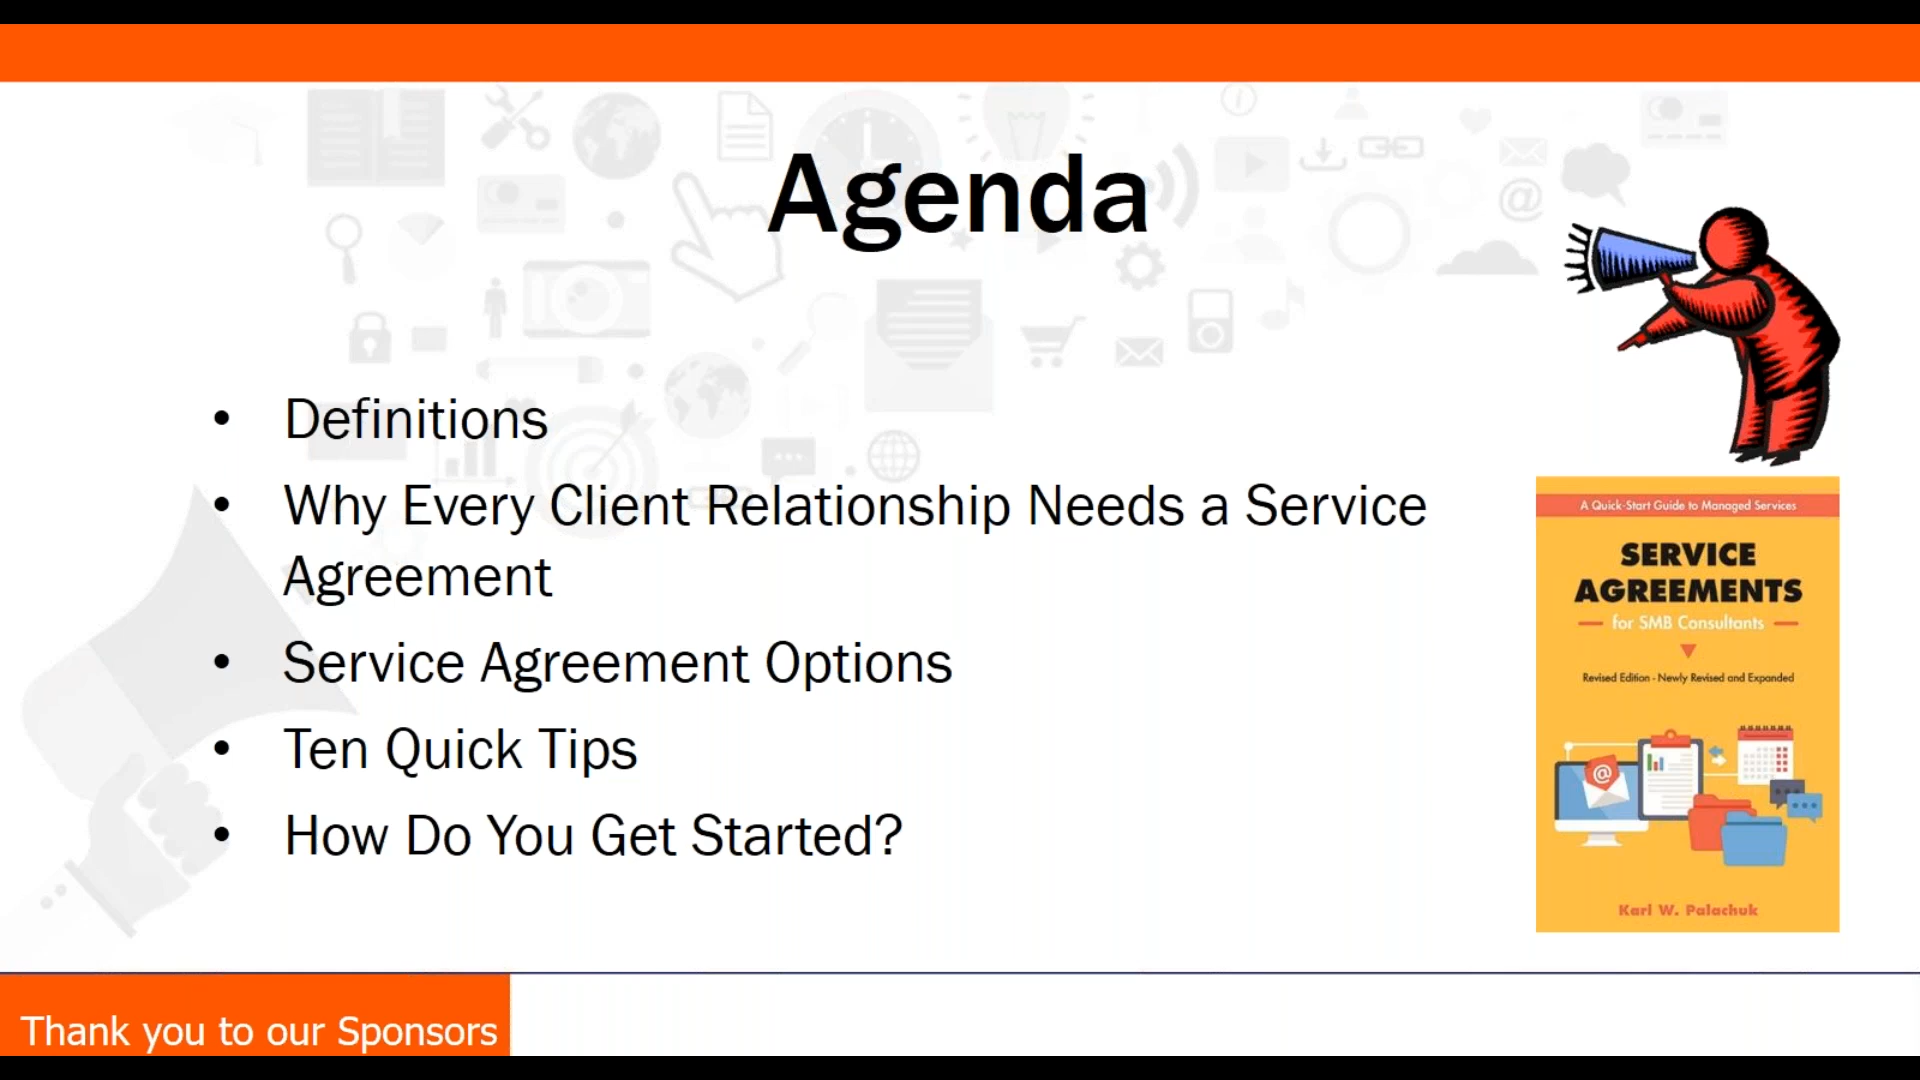 Agenda
• Definitions
• Why Every Client Relationship Needs a Service
Agreement
• Service Agreement Options
• Ten Quick Tips
• How Do You Get Started?
A Quick-Start Guide to Managed Services
SERVICE
AGREEMENTS
for SMB Consultants
Revised Edition - Newly Revised and Expanded
Karl W. Palachuk
Thank you to our Sponsors